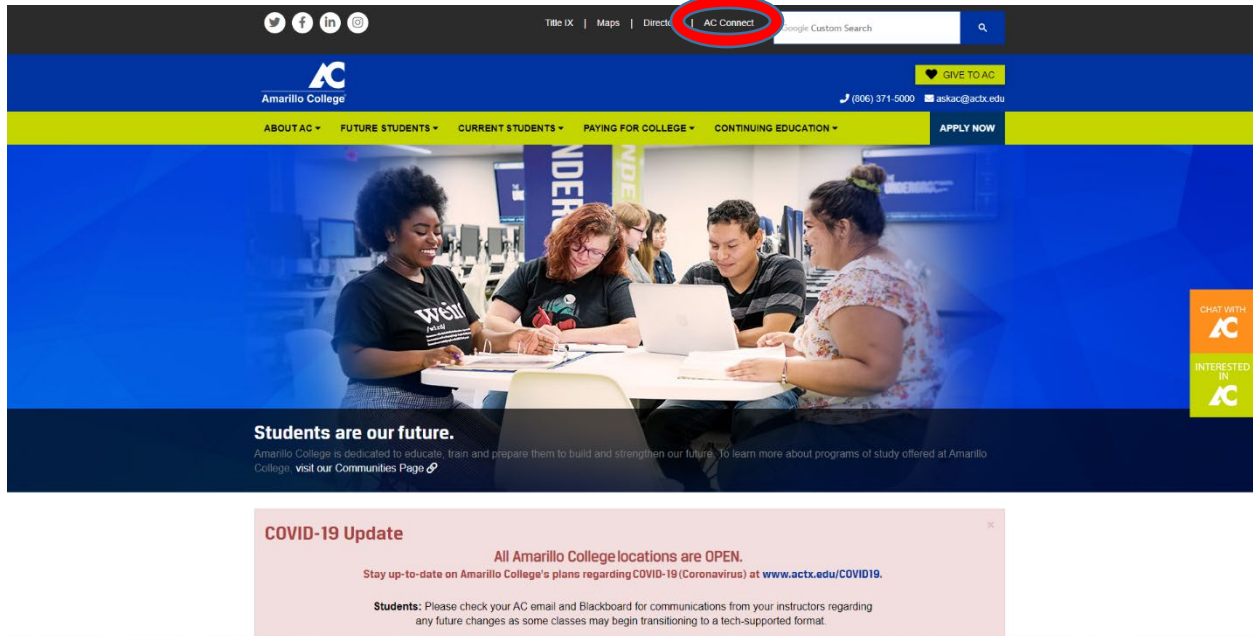 Title IX | Maps | Direct | AC Connect
Google Custom Search
AC
Amarillo College
GIVE TO AC
(806) 371-5000 askac@actx.edu
ABOUT AC FUTURE STUDENTS CURRENT STUDENTS PAYING FOR COLLEGE CONTINUING EDUCATION APPLY NOW
weir
CHAT WITH
AC
INTERESTED
IN
AC
Students are our future.
Amarillo College is dedicated to educate, train and prepare them to build and strengthen our future. To learn more about programs of study offered at Amarillo
College, visit our Communities Page
COVID-19 Update
×
All Amarillo College locations are OPEN.
Stay up-to-date on Amarillo College's plans regarding COVID-19 (Coronavirus) at www.actx.edu/COVID19.
Students: Please check your AC email and Blackboard for communications from your instructors regarding
any future changes as some classes may begin transitioning to a tech-supported format.